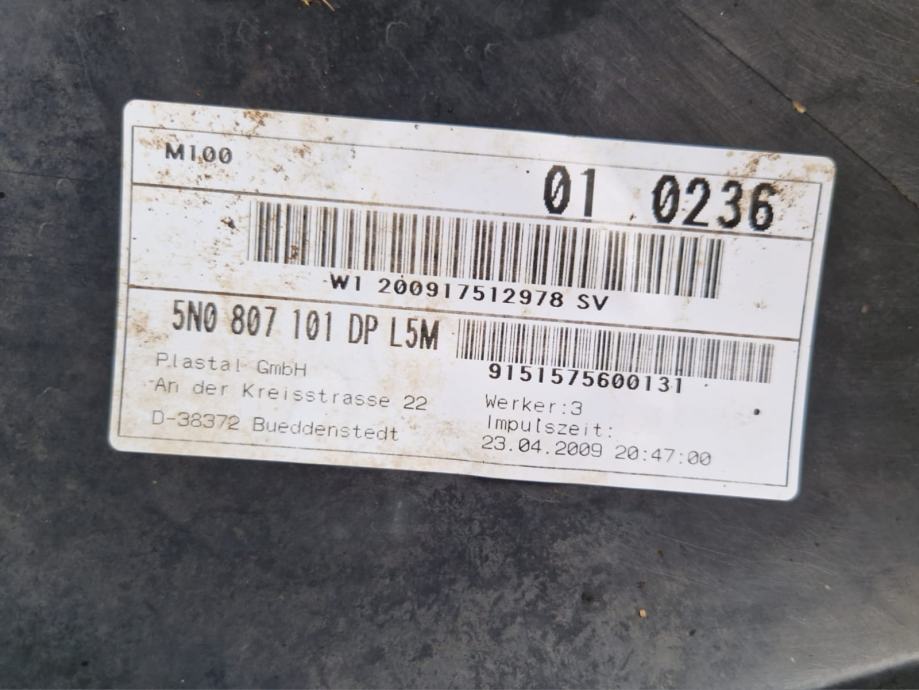 M100
01 0236
W1 200917512978 SV
5N0 807 101 DP L5M
9151575600131
Plastal GmbH
An der Kreisstrasse 22
D-38372 Bueddenstedt
Werker:3
Impulszeit:
23.04.2009 20:47:00